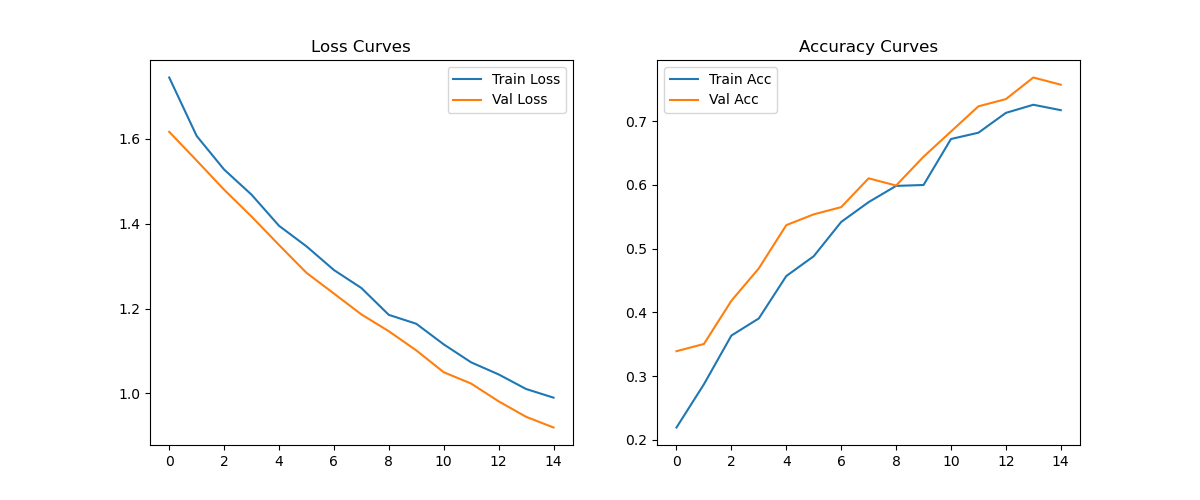 Loss Curves
Train Loss
Val Loss
1.6
1.4
1.2
1.0
0 2 4 6 8 10 12 14
Accuracy Curves
Train Acc
Val Acc
0.7
0.6
0.5
0.4
0.3
0.2
0 2 4 6 8 10 12 14